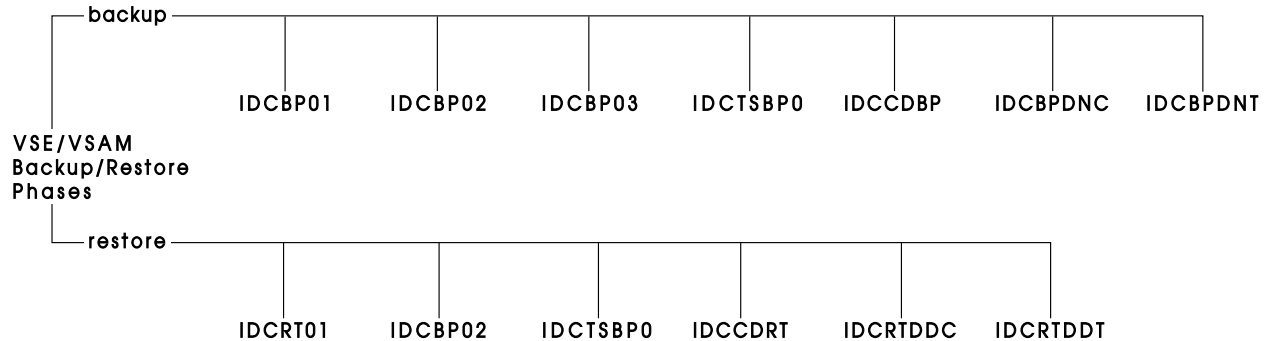 backup
IDCBP01 IDCBP02 IDCBP03 IDCTSBP0 IDCCDBP IDCBPDNC IDCBPDNT
VSE/VSAM
Backup/Restore
Phases
restore
IDCRT01 IDCBP02 IDCTSBP0 IDCCDRT IDCRTDDC IDCRTDDT